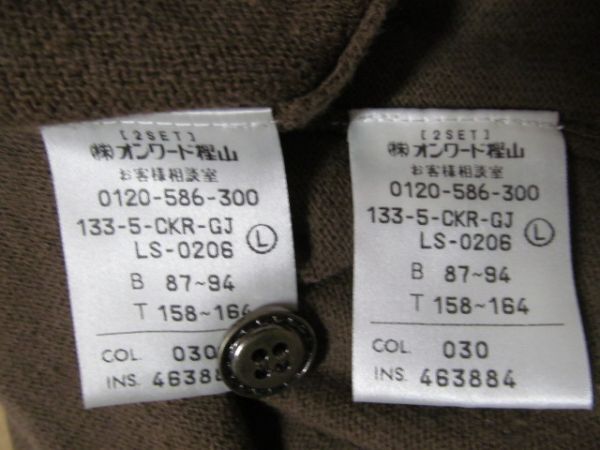 [2SET]
㈱オンワード樫山
お客様相談室
0120-586-300
133-5-CKR-GJ
LS-0206 Ⓛ
B 87~94
T 158~164
COL. 030
INS. 46388
[2SET]
㈱オンワード樫山
お客様相談室
0120-586-300
133-5-CKR-GJ
LS-0206 Ⓛ
B 87~94
T 158~164
COL. 030
INS. 463884